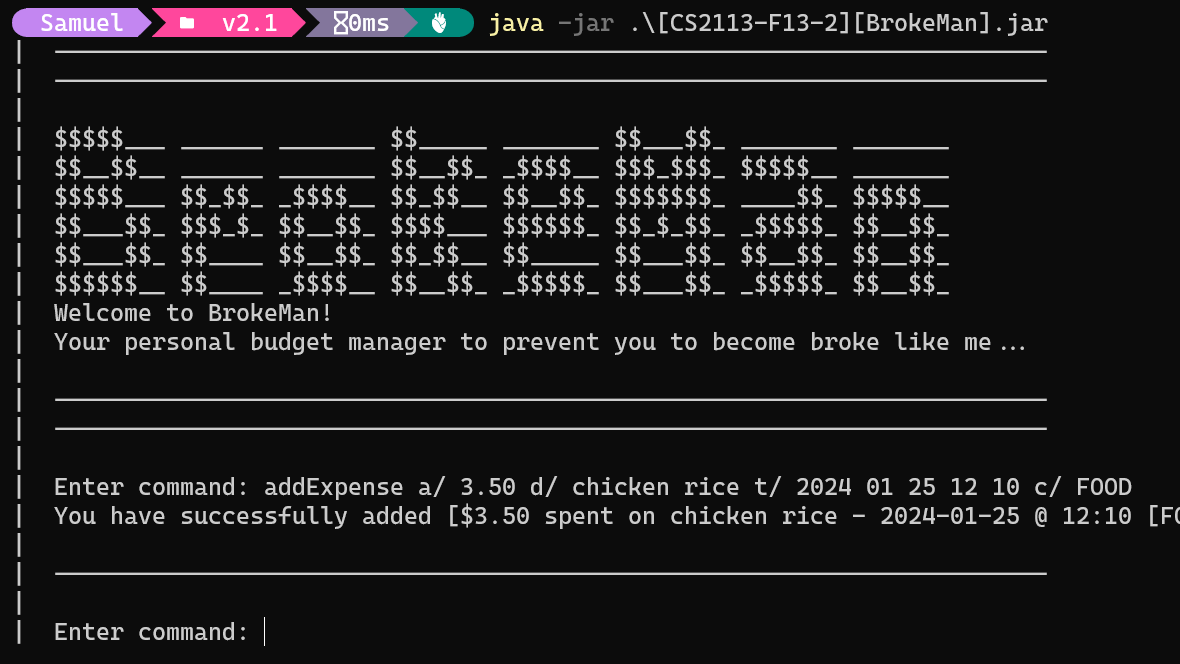 Samuel v2.1 0ms java -jar .\[CS2113-F13-2][BrokeMan].jar
$$$$$___ ______ _______ $$_____ _______ $$___$$_ _______ _______
$$__$$__ ______ _______ $$__$$_ _$$$$__ $$$_$$$_ $$$$$__ _______
$$$$$___ $$_$$_ _$$$$__ $$_$$__ $$__$$_ $$$$$$$_ ____$$_ $$$$$__
$$___$$_ $$$_$_ $$__$$_ $$$$___ $$$$$$_ $$_$_$$_ _$$$$$_ $$__$$_
$$___$$_ $$____ $$__$$_ $$_$$__ $$_____ $$___$$_ $$__$$_ $$__$$_
$$$$$$__ $$____ _$$$$__ $$__$$_ _$$$$$_ $$___$$_ _$$$$$_ $$__$$_
Welcome to BrokeMan!
Your personal budget manager to prevent you to become broke like me...
Enter command: addExpense a/ 3.50 d/ chicken rice t/ 2024 01 25 12 10 c/ FOOD
You have successfully added [$3.50 spent on chicken rice - 2024-01-25 @ 12:10 [FO
Enter command: